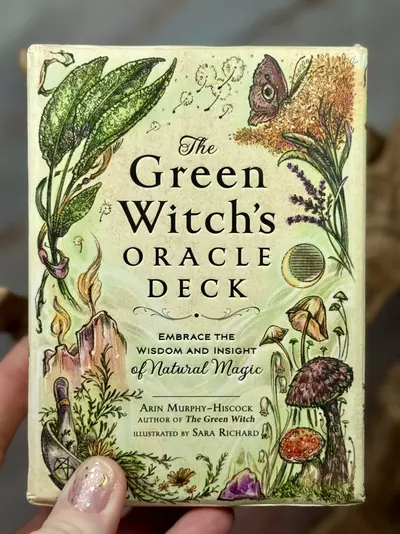 The
Green
Witch's
ORACLE
DECK
EMBRACE THE
WISDOM AND INSIGHT
of Natural Magic
ARIN MURPHY-HISCOCK
AUTHOR OF The Green Witch
ILLUSTRATED BY SARA RICHARD